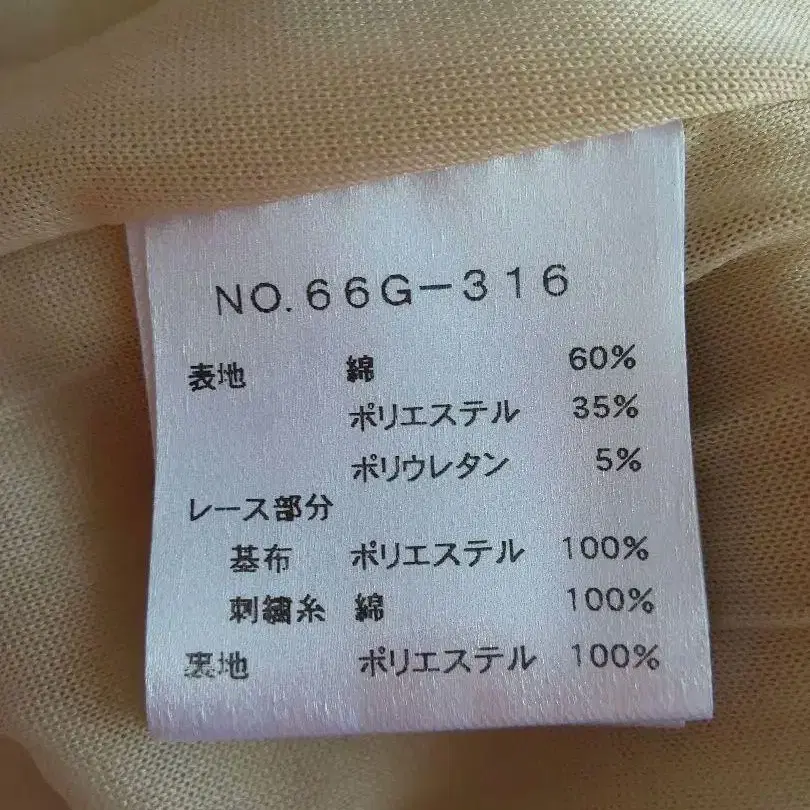 NO.66G-316
表地 綿 60%
ポリエステル 35%
ポリウレタン 5%
レース部分
基布 ポリエステル 100%
刺繍糸 綿 100%
裏地 ポリエステル 100%